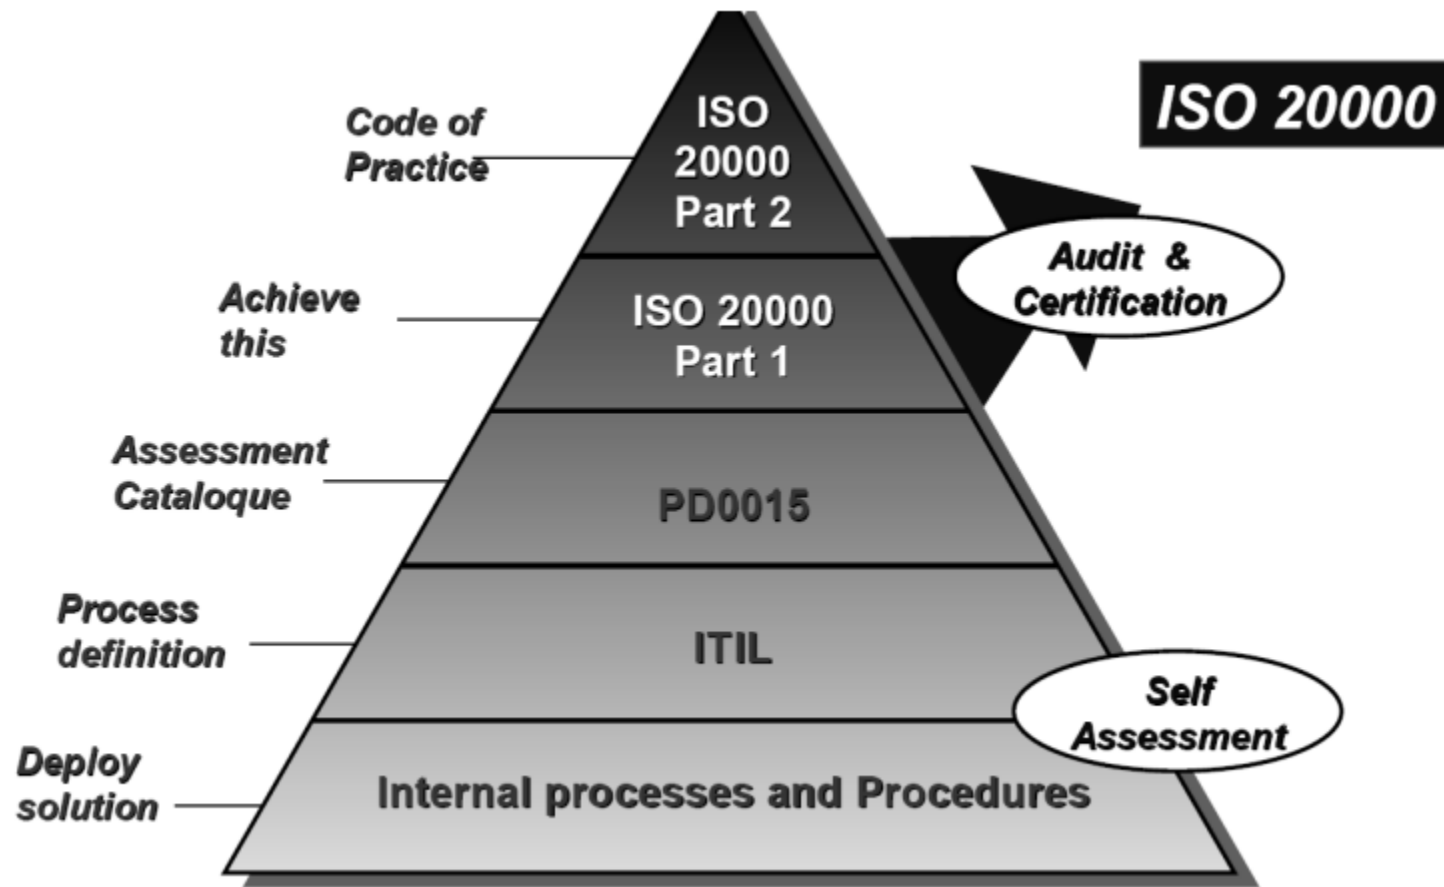 ISO 20000
Code of
Practice
ISO
20000
Part 2
Audit &
Certification
Achieve
this
ISO 20000
Part 1
Assessment
Cataloque
PD0015
Process
definition
ITIL
Self
Assessment
Deploy
solution
Internal processes and Procedures